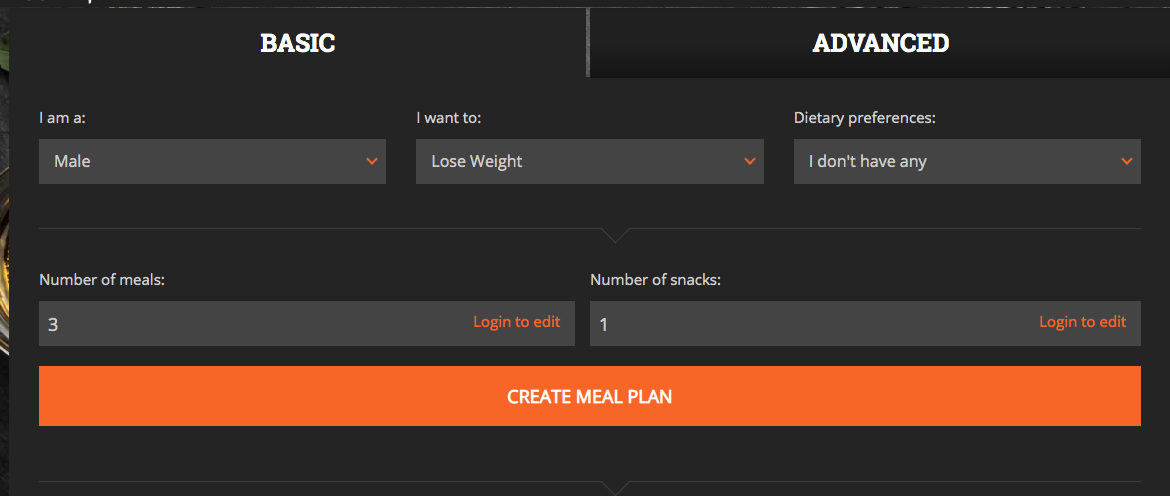 BASIC
ADVANCED
I am a:
I want to:
Dietary preferences:
Male
Lose Weight
I don't have any
Number of meals:
Number of snacks:
3
Login to edit
1
Login to edit
CREATE MEAL PLAN